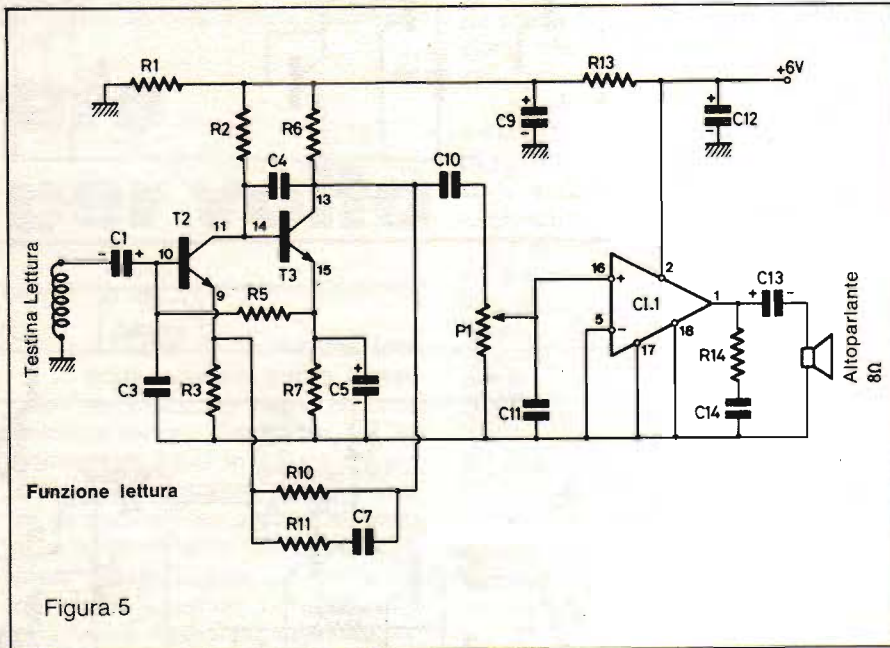 R1
R13
+6V
R2
R6
C9
+
-
+
-
C12
C4
C10
13
T2
11
14
C1
-
+
10
T3
15
16
+
2
C13
+
-
Testina Lettura
9
R5
P1
CI.1
1
5
-
18
17
R14
Altoparlante
8Ω
C3
R3
R7
C5
+
-
C11
C14
Funzione lettura
R10
R11
C7
Figura 5